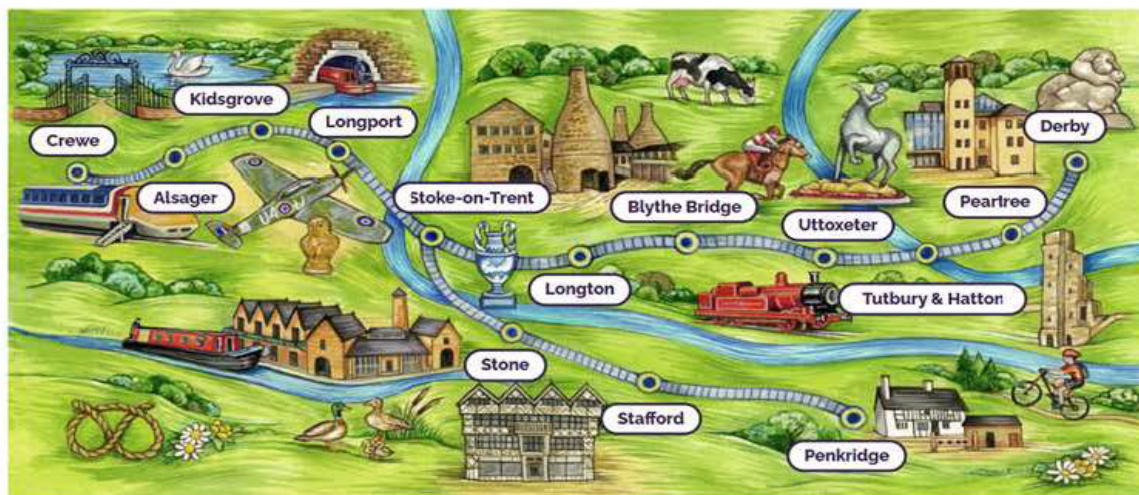 Kidsgrove
Longport
Crewe
Derby
Alsager
Stoke-on-Trent
Blythe Bridge
Peartree
Uttoxeter
Longton
Tutbury & Hatton
Stone
Stafford
Penkridge